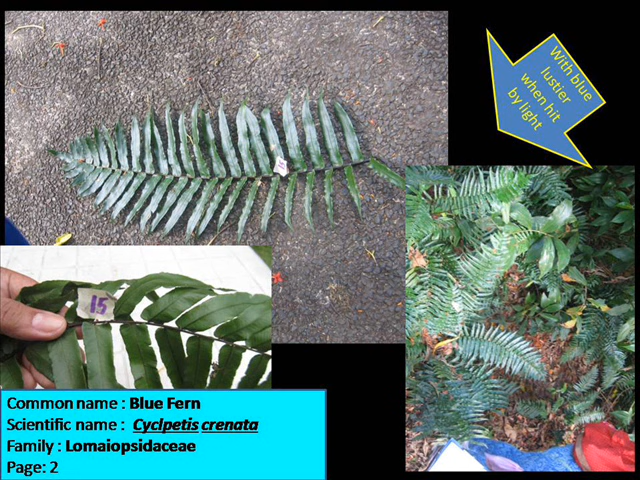 With blue
lustier
when hit
by light
15
Common name : Blue Fern
Scientific name : Cyclpetis crenata
Family : Lomaiopsidaceae
Page: 2